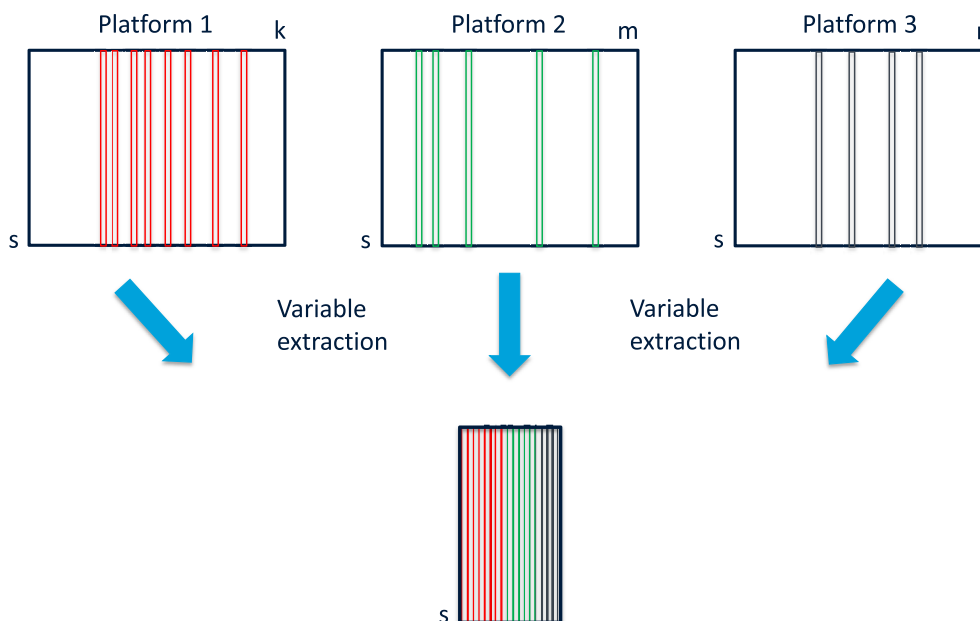 Platform 1
k
Platform 2
m
Platform 3
s
s
s
Variable
extraction
Variable
extraction
s